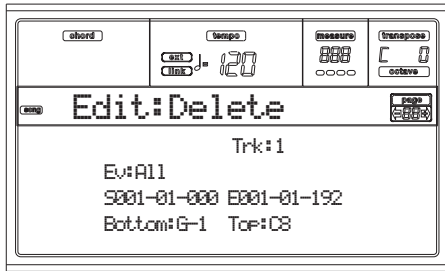 chord
tempo
measure
transpose
ext
link
♩= 120
888
C 0
octave
song
Edit:Delete
page
88
Trk:1
Ev:All
S001-01-000 E001-01-192
Bottom:G-1 Top:C8